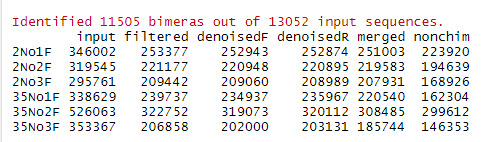 Identified 11505 bimeras out of 13052 input sequences.
input filtered denoisedF denoisedR merged nonchim
2No1F 346002 253377 252943 252874 251003 223920
2No2F 319545 221177 220948 220895 219583 194639
2No3F 295761 209442 209060 208989 207931 168926
35No1F 338629 239737 234937 235967 220540 162304
35No2F 526063 322752 319073 320112 308485 299612
35No3F 353367 206858 202000 203131 185744 146353